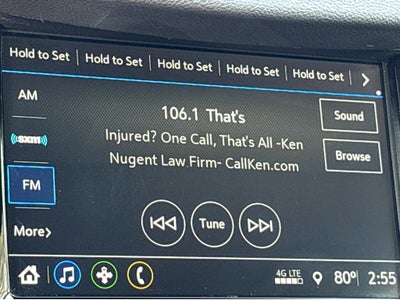 Hold to Set Hold to Set Hold to Set Hold to Set Hold to Set
AM
106.1 That's
Sound
((sxm))
Injured? One Call, That's All -Ken
Nugent Law Firm- CallKen.com
Browse
FM
Tune
More>
4G LTE
80° 2:55